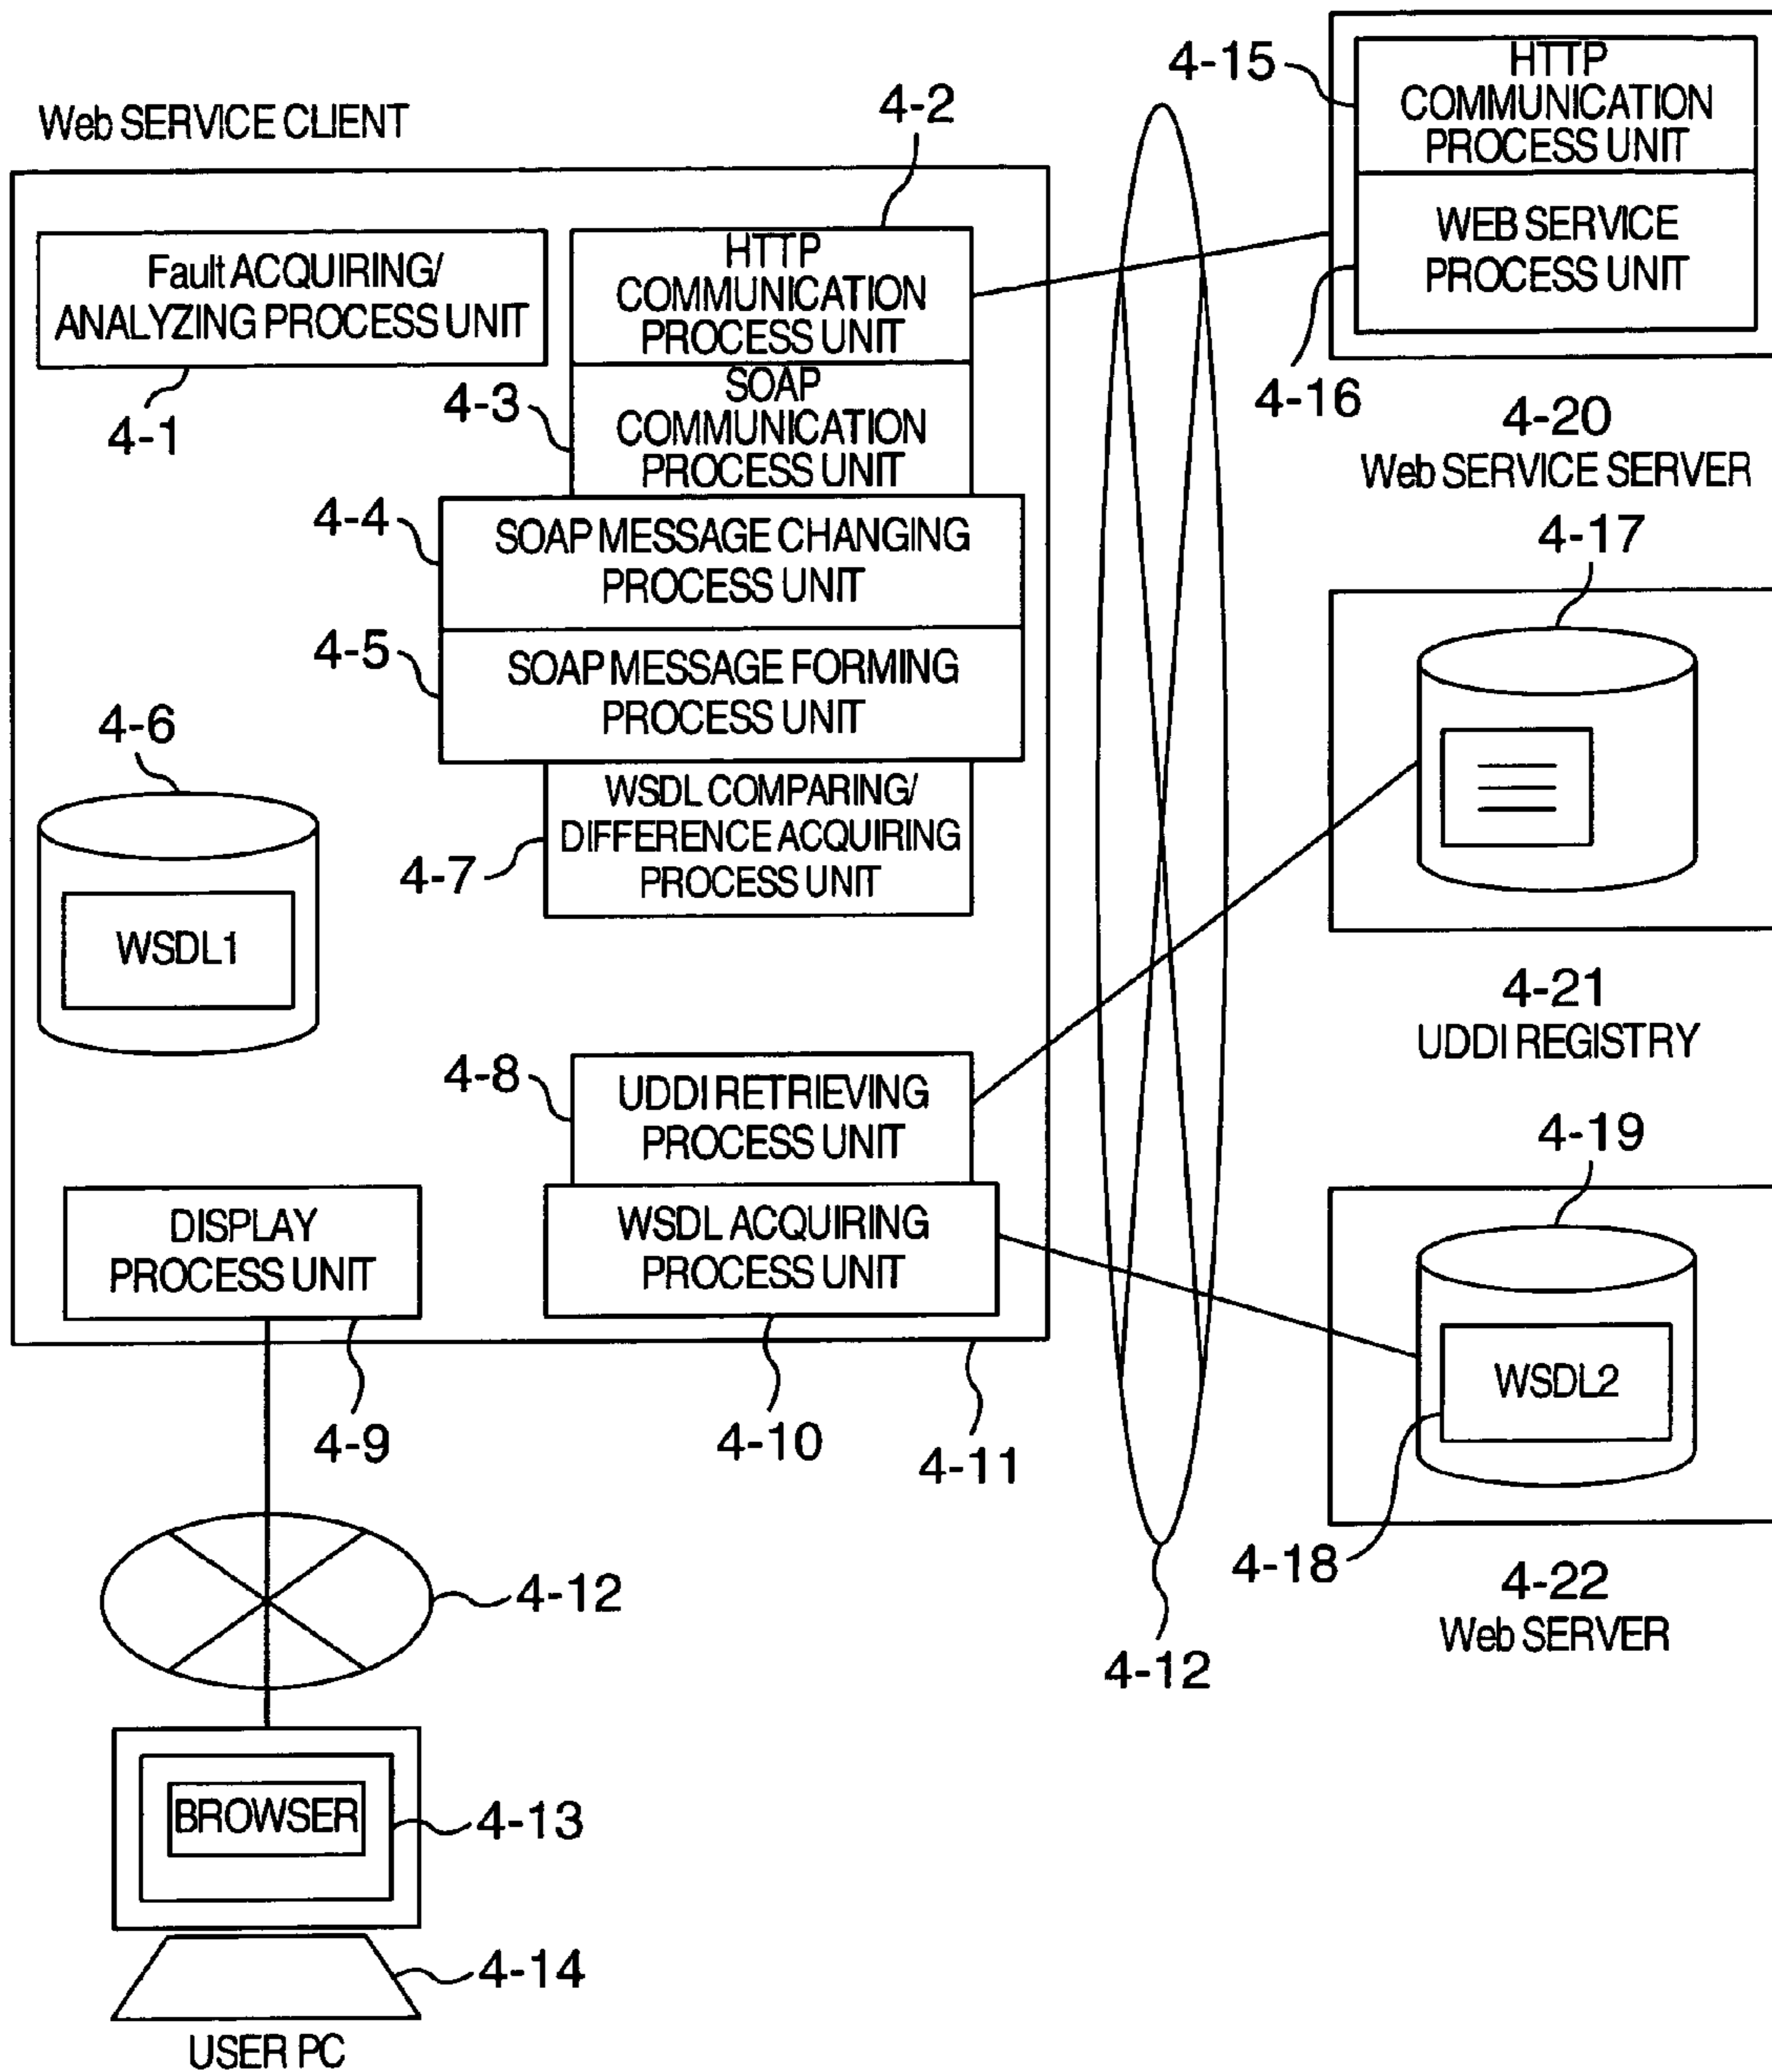 Web SERVICE CLIENT
4-2
Fault ACQUIRING/
ANALYZING PROCESS UNIT
4-1
HTTP
COMMUNICATION
PROCESS UNIT
4-3
SOAP
COMMUNICATION
PROCESS UNIT
4-4
SOAP MESSAGE CHANGING
PROCESS UNIT
4-5
SOAP MESSAGE FORMING
PROCESS UNIT
4-6
WSDL1
4-7
WSDL COMPARING/
DIFFERENCE ACQUIRING
PROCESS UNIT
4-8
UDDI RETRIEVING
PROCESS UNIT
DISPLAY
PROCESS UNIT
4-9
WSDL ACQUIRING
PROCESS UNIT
4-10
4-11
4-12
4-12
BROWSER
4-13
4-14
USER PC
4-15
HTTP
COMMUNICATION
PROCESS UNIT
WEB SERVICE
PROCESS UNIT
4-16
4-20
Web SERVICE SERVER
4-17
4-21
UDDI REGISTRY
4-19
WSDL2
4-18
4-22
Web SERVER